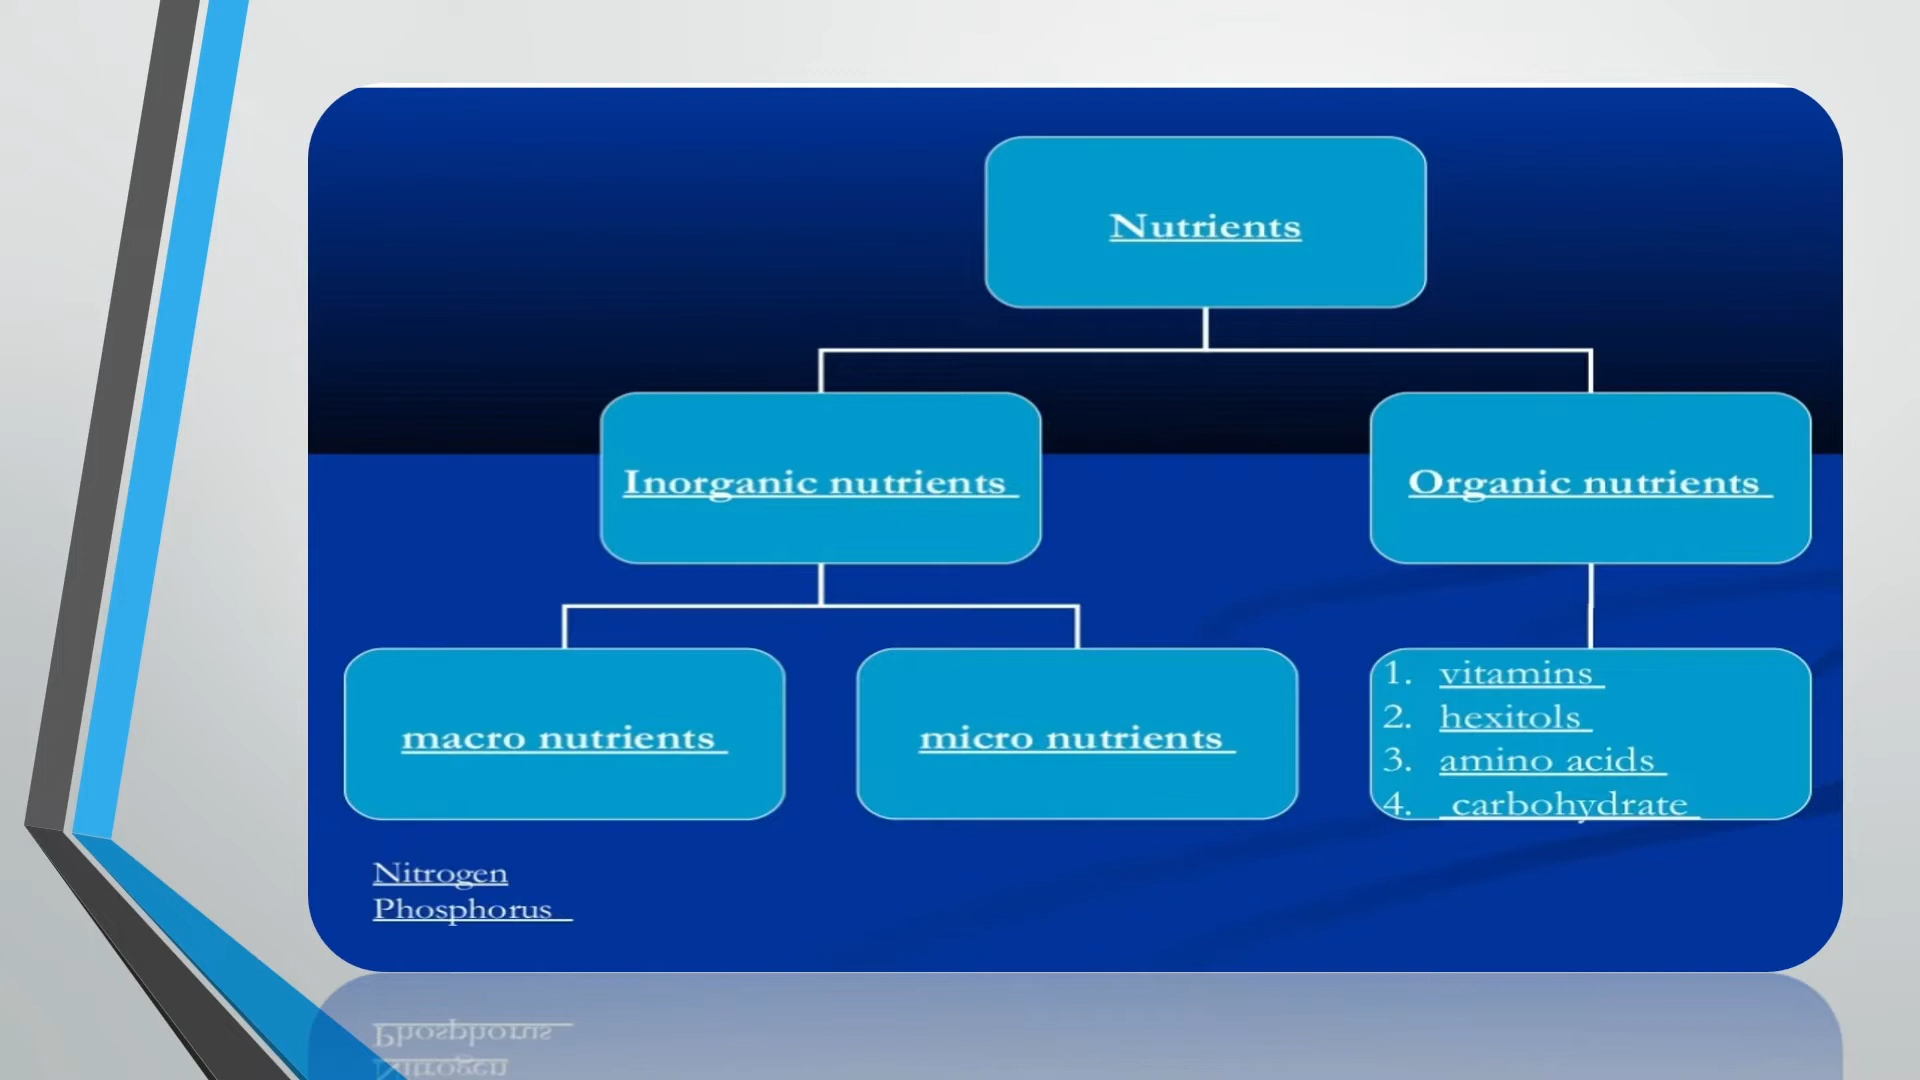 Nutrients
Inorganic nutrients
Organic nutrients
macro nutrients
micro nutrients
1. vitamins
2. hexitols
3. amino acids
4. carbohydrate
Nitrogen
Phosphorus